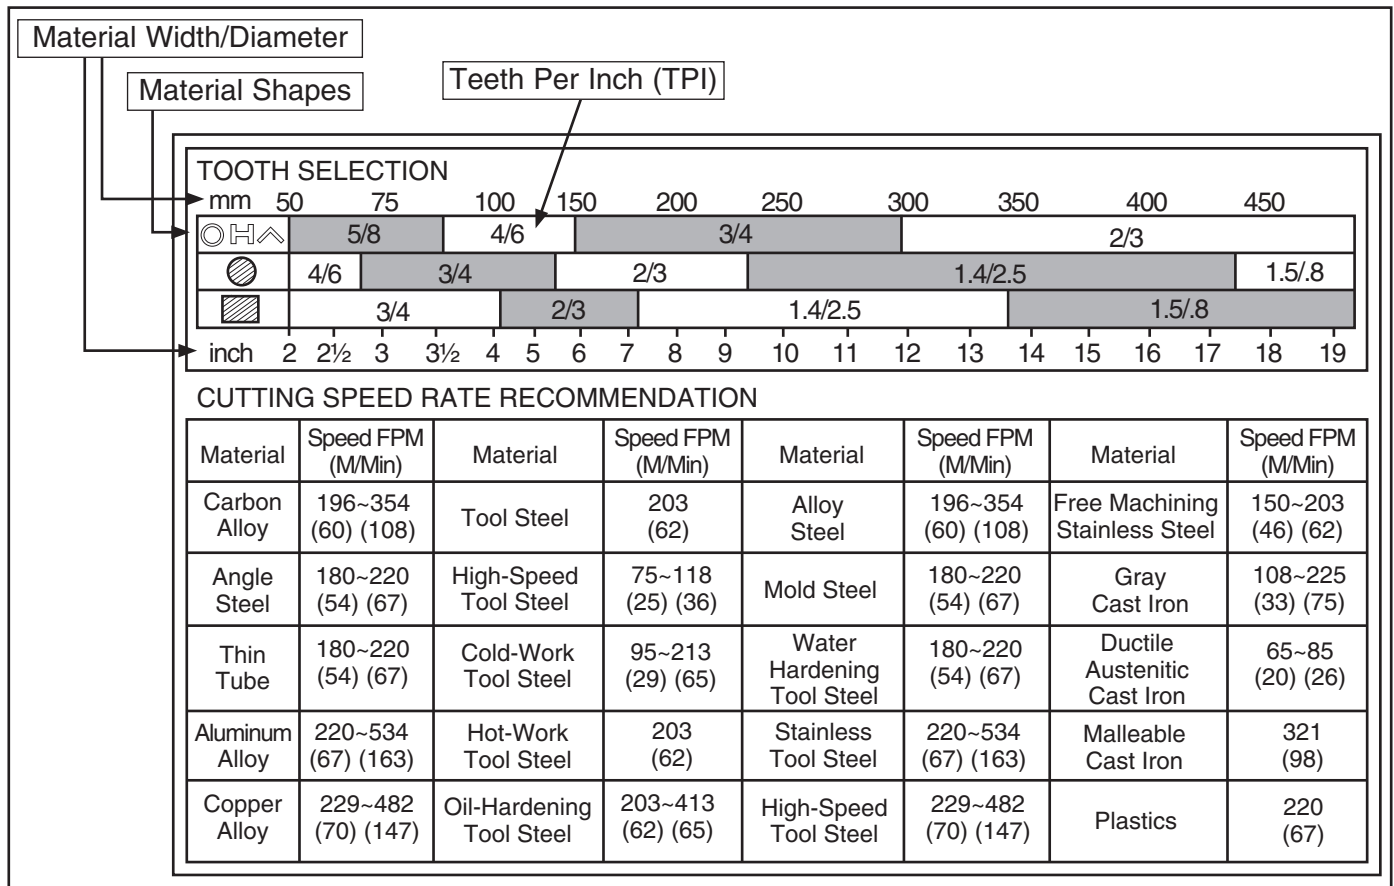 Material Width/Diameter
Material Shapes
Teeth Per Inch (TPI)
TOOTH SELECTION
mm 50 75 100 150 200 250 300 350 400 450
5/8 4/6 3/4 2/3
4/6 3/4 2/3 1.4/2.5 1.5/.8
3/4 2/3 1.4/2.5 1.5/.8
inch 2 2½ 3 3½ 4 5 6 7 8 9 10 11 12 13 14 15 16 17 18 19
CUTTING SPEED RATE RECOMMENDATION
Material Speed FPM Material Speed FPM Material Speed FPM Material Speed FPM
(M/Min) (M/Min) (M/Min) (M/Min)
Carbon 196~354 Tool Steel 203 Alloy 196~354 Free Machining 150~203
Alloy (60) (108) (62) Steel (60) (108) Stainless Steel (46) (62)
Angle 180~220 High-Speed 75~118 Mold Steel 180~220 Gray 108~225
Steel (54) (67) Tool Steel (25) (36) (54) (67) Cast Iron (33) (75)
Thin 180~220 Cold-Work 95~213 Water 180~220 Ductile 65~85
Tube (54) (67) Tool Steel (29) (65) Hardening (54) (67) Austenitic (20) (26)
Tool Steel Cast Iron
Aluminum 220~534 Hot-Work 203 Stainless 220~534 Malleable 321
Alloy (67) (163) Tool Steel (62) Tool Steel (67) (163) Cast Iron (98)
Copper 229~482 Oil-Hardening 203~413 High-Speed 229~482 Plastics 220
Alloy (70) (147) Tool Steel (62) (65) Tool Steel (70) (147) (67)